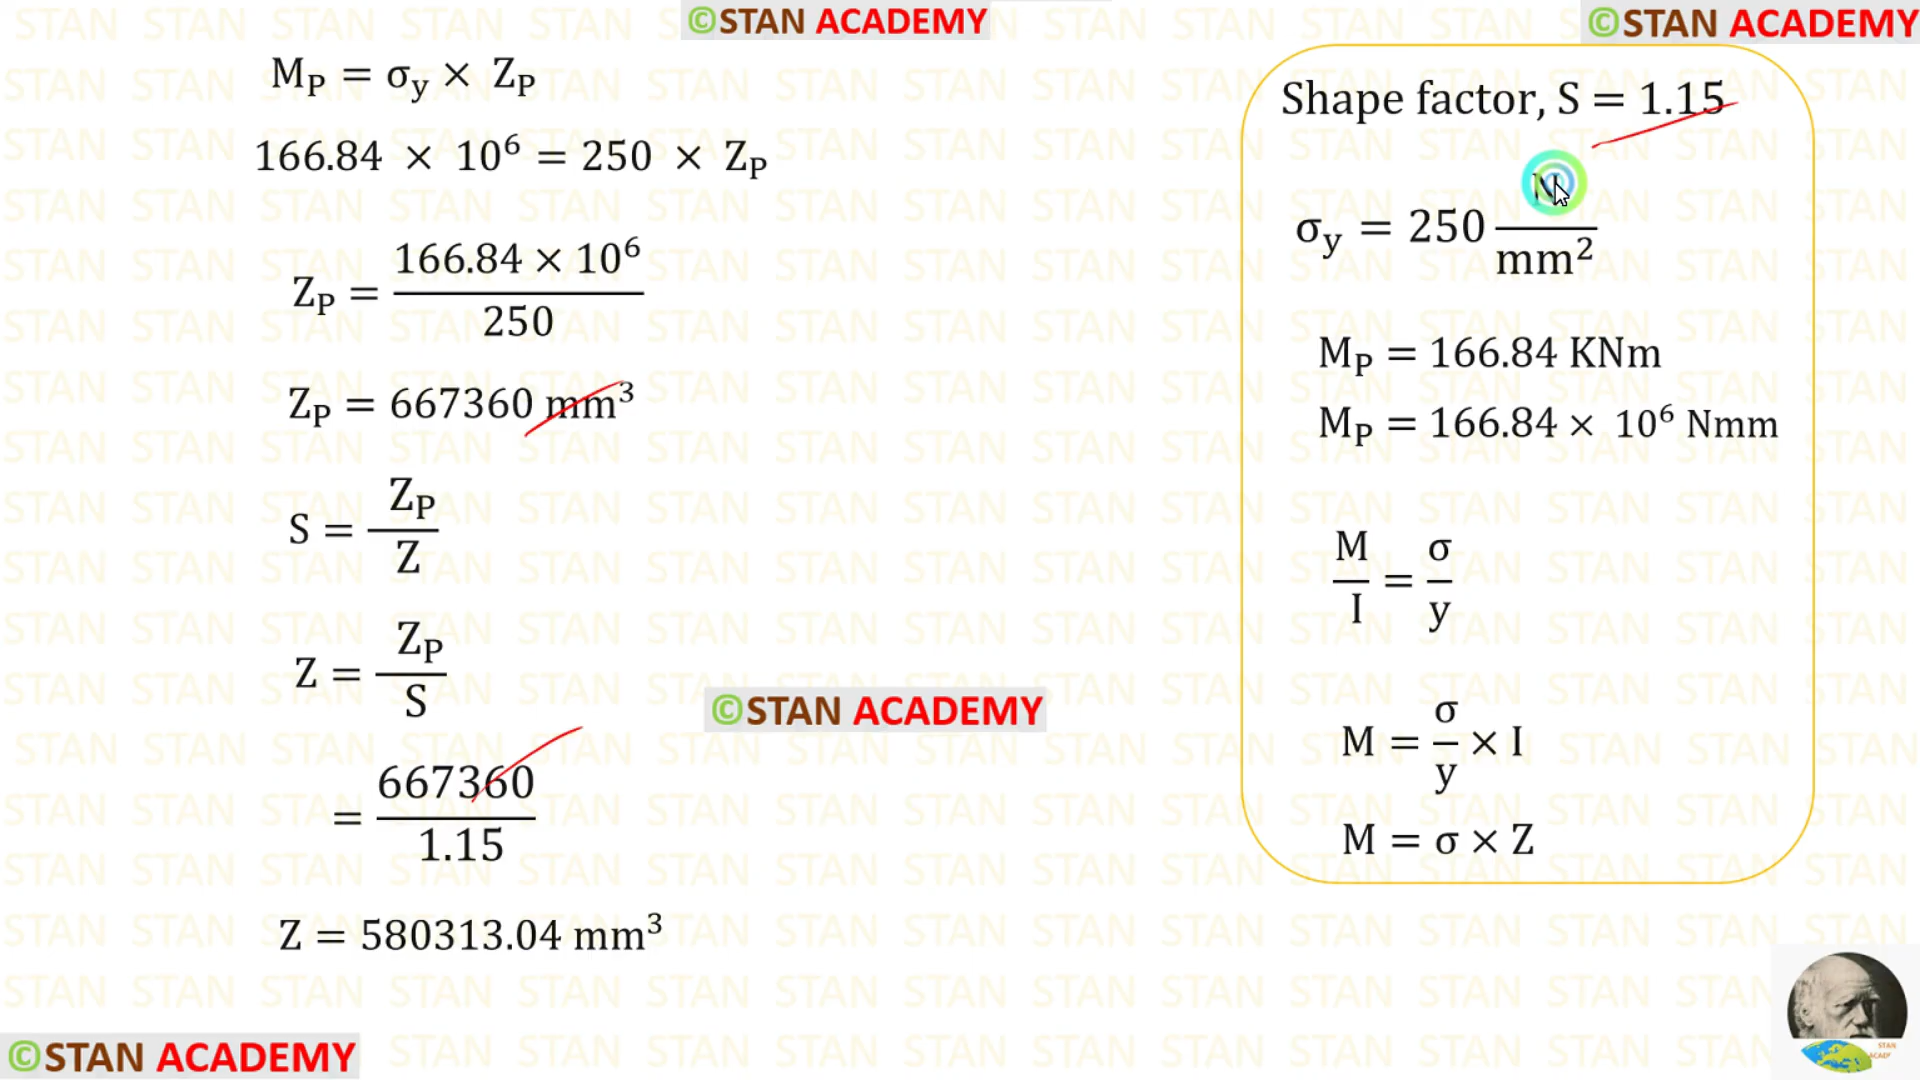 ©STAN ACADEMY
©STAN ACADEMY
M_P = σ_y × Z_P
166.84 × 10⁶ = 250 × Z_P
Z_P = 166.84 × 10⁶ / 250
Z_P = 667360 mm³
S = Z_P / Z
Z = Z_P / S
= 667360 / 1.15
Z = 580313.04 mm³
©STAN ACADEMY
Shape factor, S = 1.15
σ_y = 250 N / mm²
M_P = 166.84 KNm
M_P = 166.84 × 10⁶ Nmm
M / I = σ / y
M = σ / y × I
M = σ × Z
©STAN ACADEMY
STAN